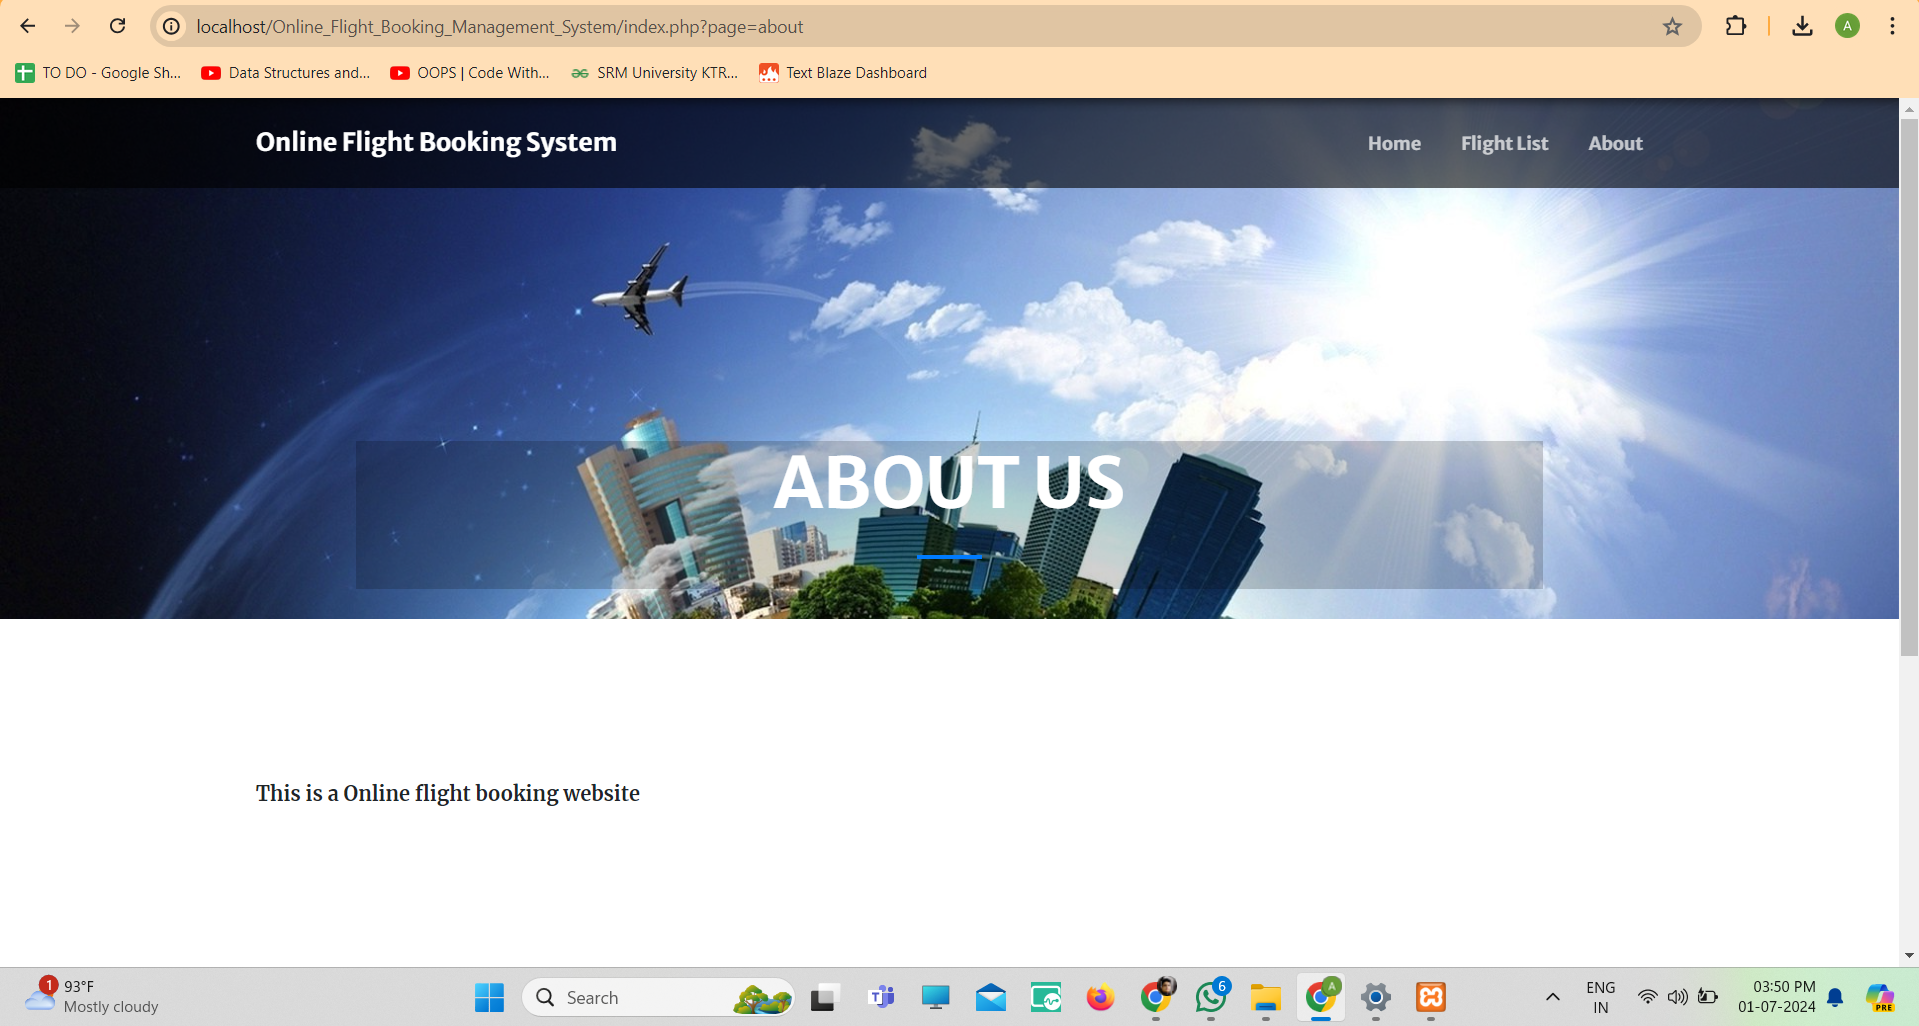 localhost/Online_Flight_Booking_Management_System/index.php?page=about
A
TO DO - Google Sh... Data Structures and... OOPS | Code With... SRM University KTR... Text Blaze Dashboard
Online Flight Booking System Home Flight List About
ABOUT US
This is a Online flight booking website
1 93°F
Mostly cloudy
Search
A
6
PRE
ENG
IN
03:50 PM
01-07-2024